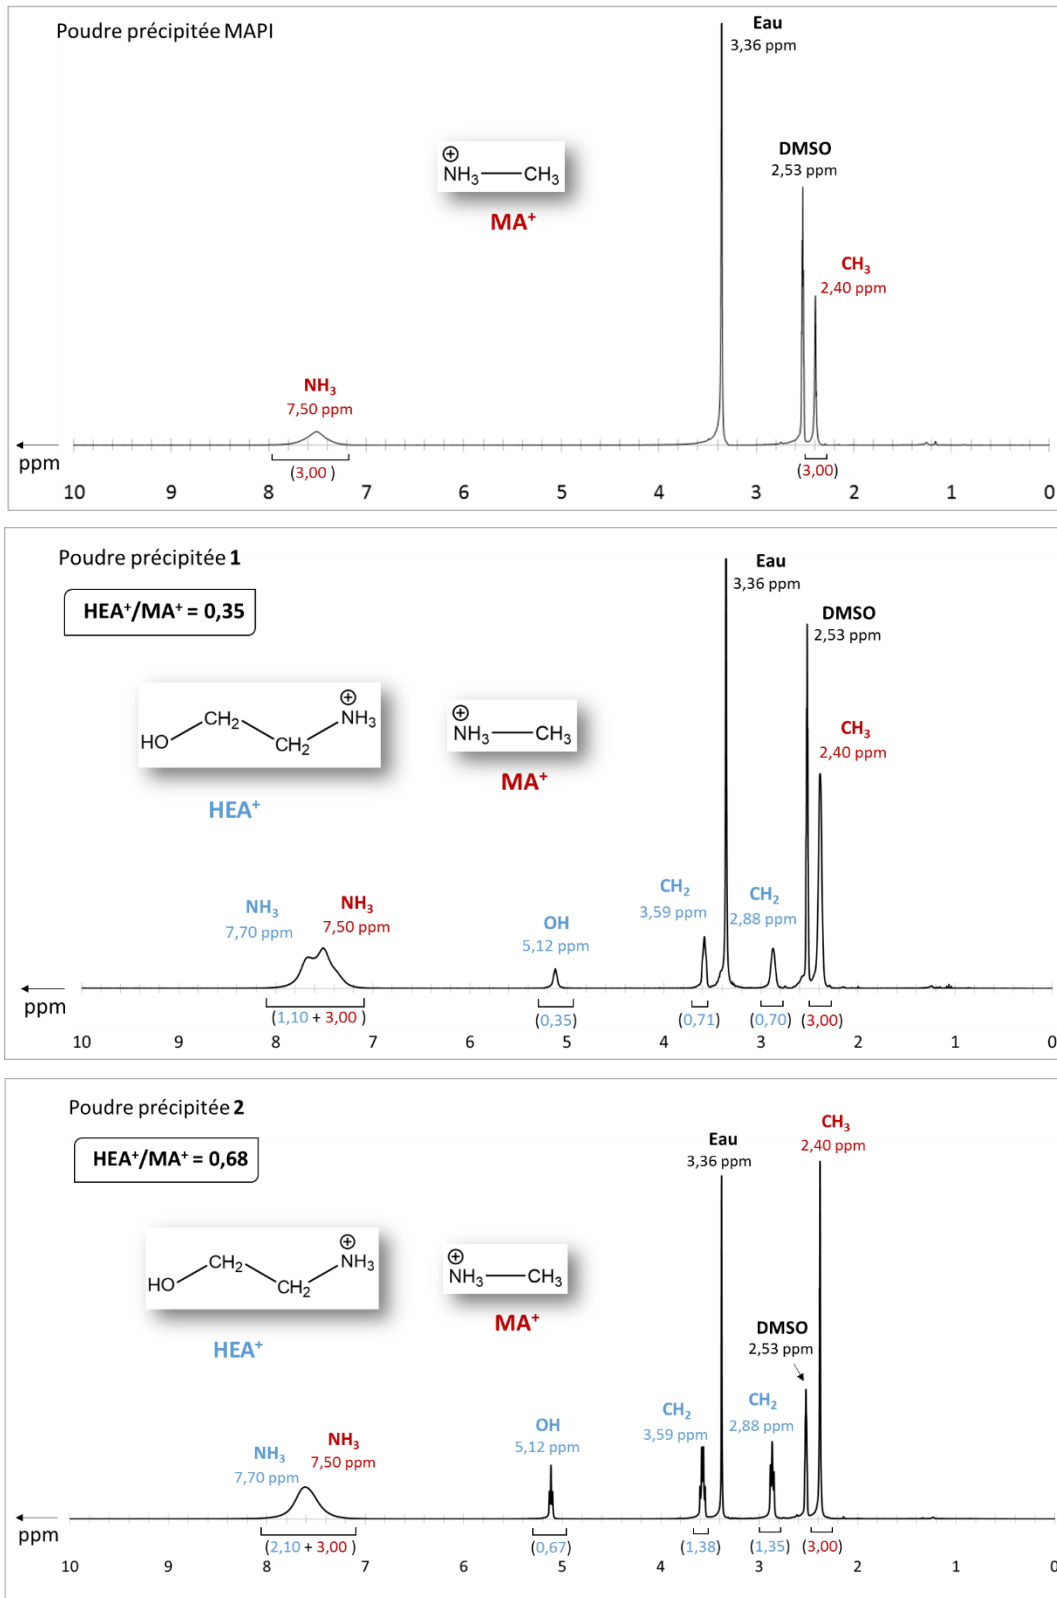 Poudre précipitée MAPI
Eau
3,36 ppm
DMSO
2,53 ppm
⊕
NH₃—CH₃
MA⁺
CH₃
2,40 ppm
NH₃
7,50 ppm
ppm
(3,00 )
(3,00)
10 9 8 7 6 5 4 3 2 1 0
Poudre précipitée 1
HEA⁺/MA⁺ = 0,35
Eau
3,36 ppm
DMSO
2,53 ppm
⊕
HO CH₂ CH₂ NH₃
HEA⁺
⊕
NH₃—CH₃
MA⁺
CH₃
2,40 ppm
NH₃
7,70 ppm
NH₃
7,50 ppm
OH
5,12 ppm
CH₂
3,59 ppm
CH₂
2,88 ppm
ppm
(1,10 + 3,00 )
(0,35)
(0,71)
(0,70)
(3,00)
10 9 8 7 6 5 4 3 2 1 0
Poudre précipitée 2
HEA⁺/MA⁺ = 0,68
Eau
3,36 ppm
CH₃
2,40 ppm
⊕
HO CH₂ CH₂ NH₃
HEA⁺
⊕
NH₃—CH₃
MA⁺
DMSO
2,53 ppm
NH₃
7,70 ppm
NH₃
7,50 ppm
OH
5,12 ppm
CH₂
3,59 ppm
CH₂
2,88 ppm
ppm
(2,10 + 3,00 )
(0,67)
(1,38)
(1,35)
(3,00)
10 9 8 7 6 5 4 3 2 1 0